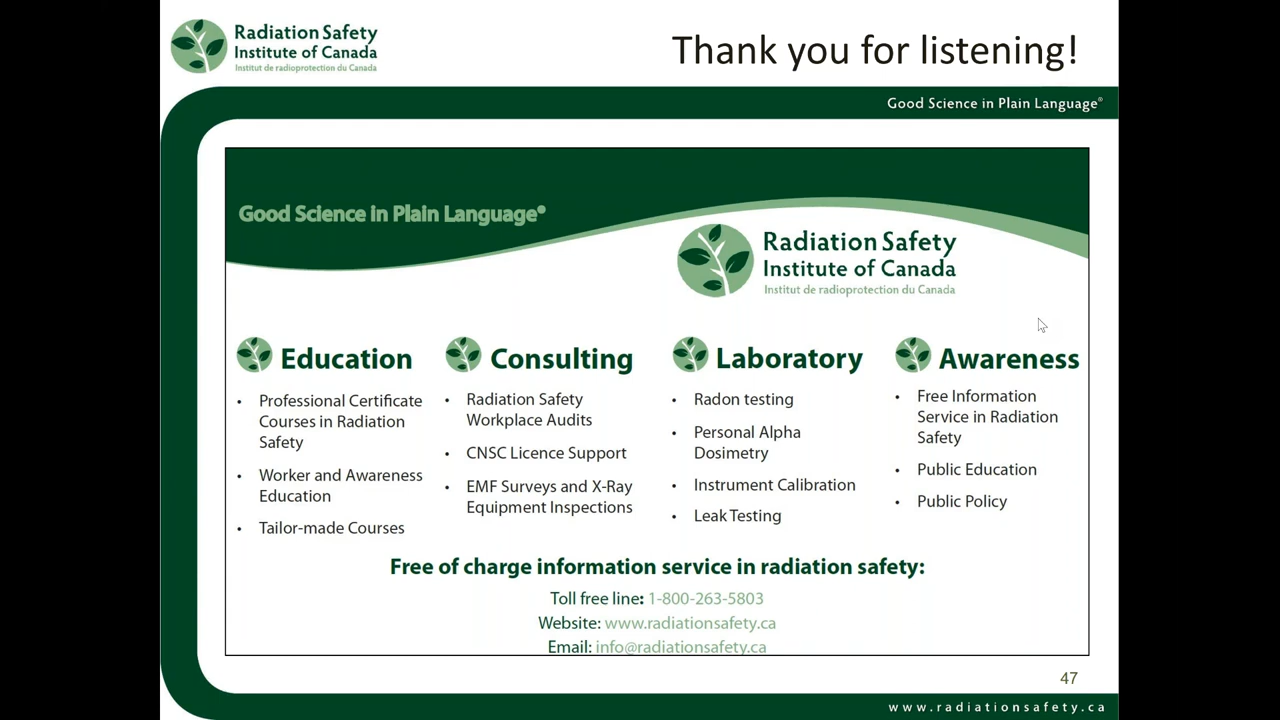 Radiation Safety
Institute of Canada
Institut de radioprotection du Canada
Thank you for listening!
Good Science in Plain Language®
Good Science in Plain Language®
Radiation Safety
Institute of Canada
Institut de radioprotection du Canada
Education
• Professional Certificate
Courses in Radiation
Safety
• Worker and Awareness
Education
• Tailor-made Courses
Consulting
• Radiation Safety
Workplace Audits
• CNSC Licence Support
• EMF Surveys and X-Ray
Equipment Inspections
Laboratory
• Radon testing
• Personal Alpha
Dosimetry
• Instrument Calibration
• Leak Testing
Awareness
• Free Information
Service in Radiation
Safety
• Public Education
• Public Policy
Free of charge information service in radiation safety:
Toll free line: 1-800-263-5803
Website: www.radiationsafety.ca
Email: info@radiationsafety.ca
47
www.radiationsafety.ca